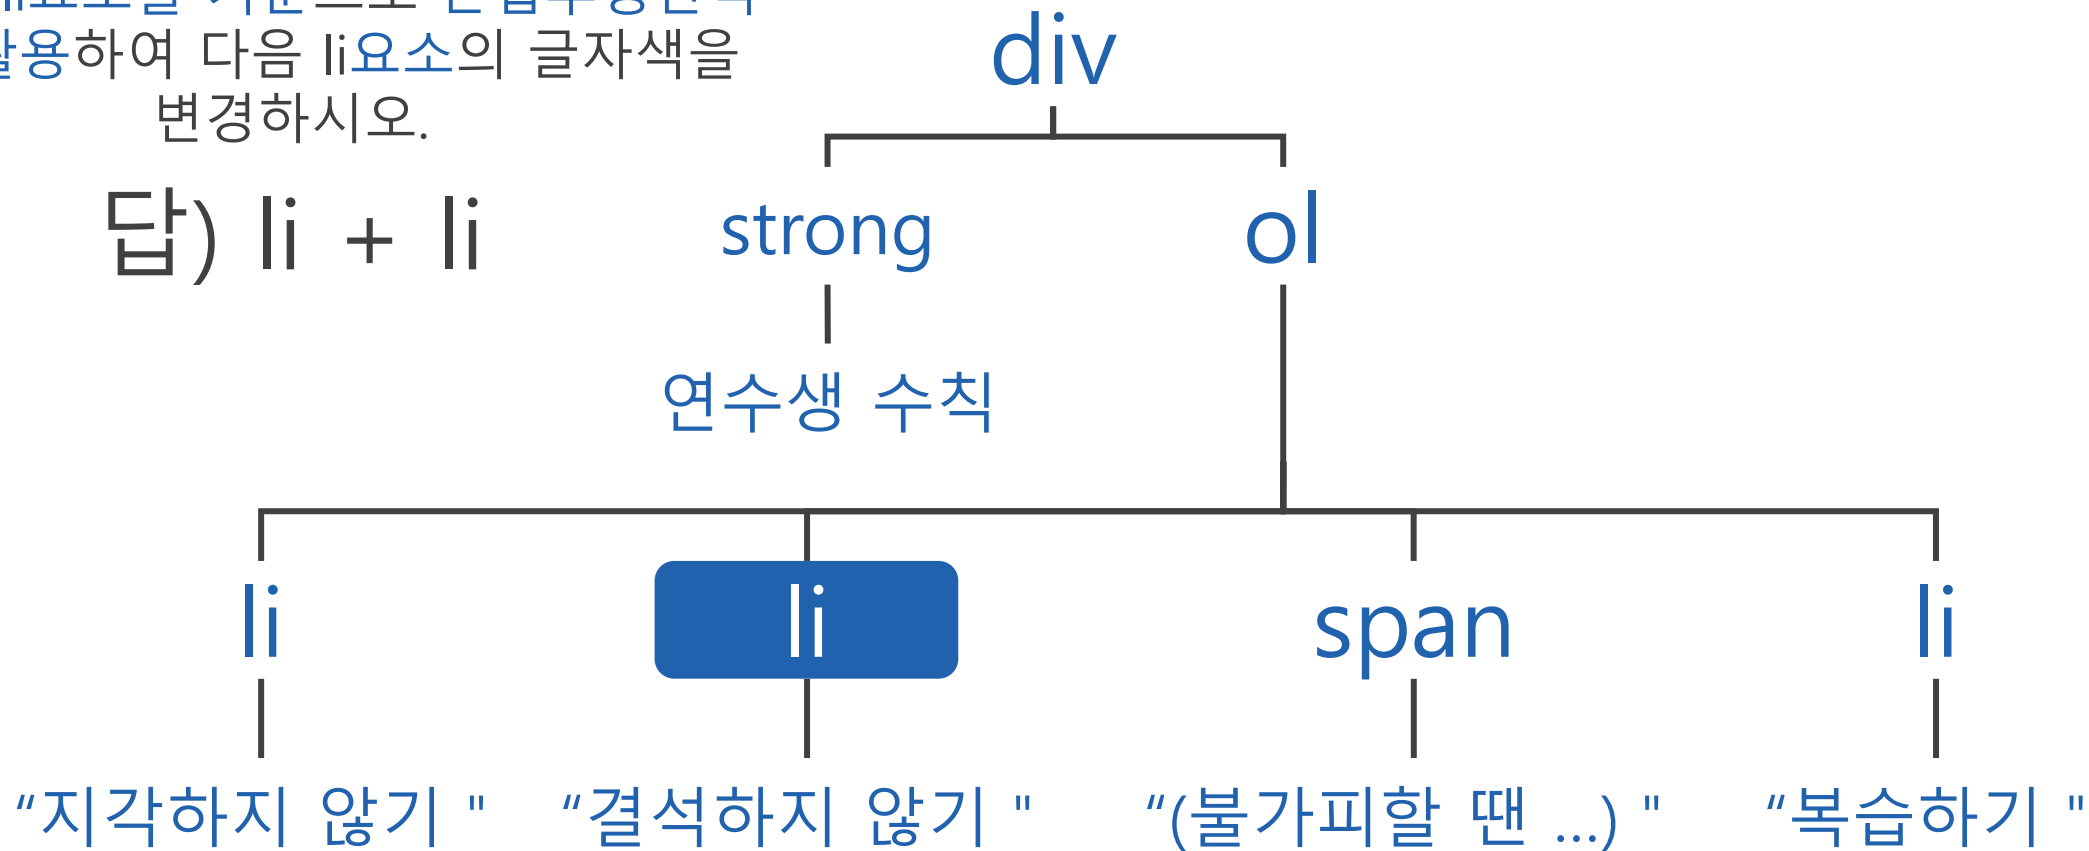 하여 다음 li요소의 글자색을
변경하시오.
답) li + li
div
strong
ol
연수생 수칙
li
li
span
li
“지각하지 않기 "
“결석하지 않기 "
“(불가피할 땐 ...) "
“복습하기 "